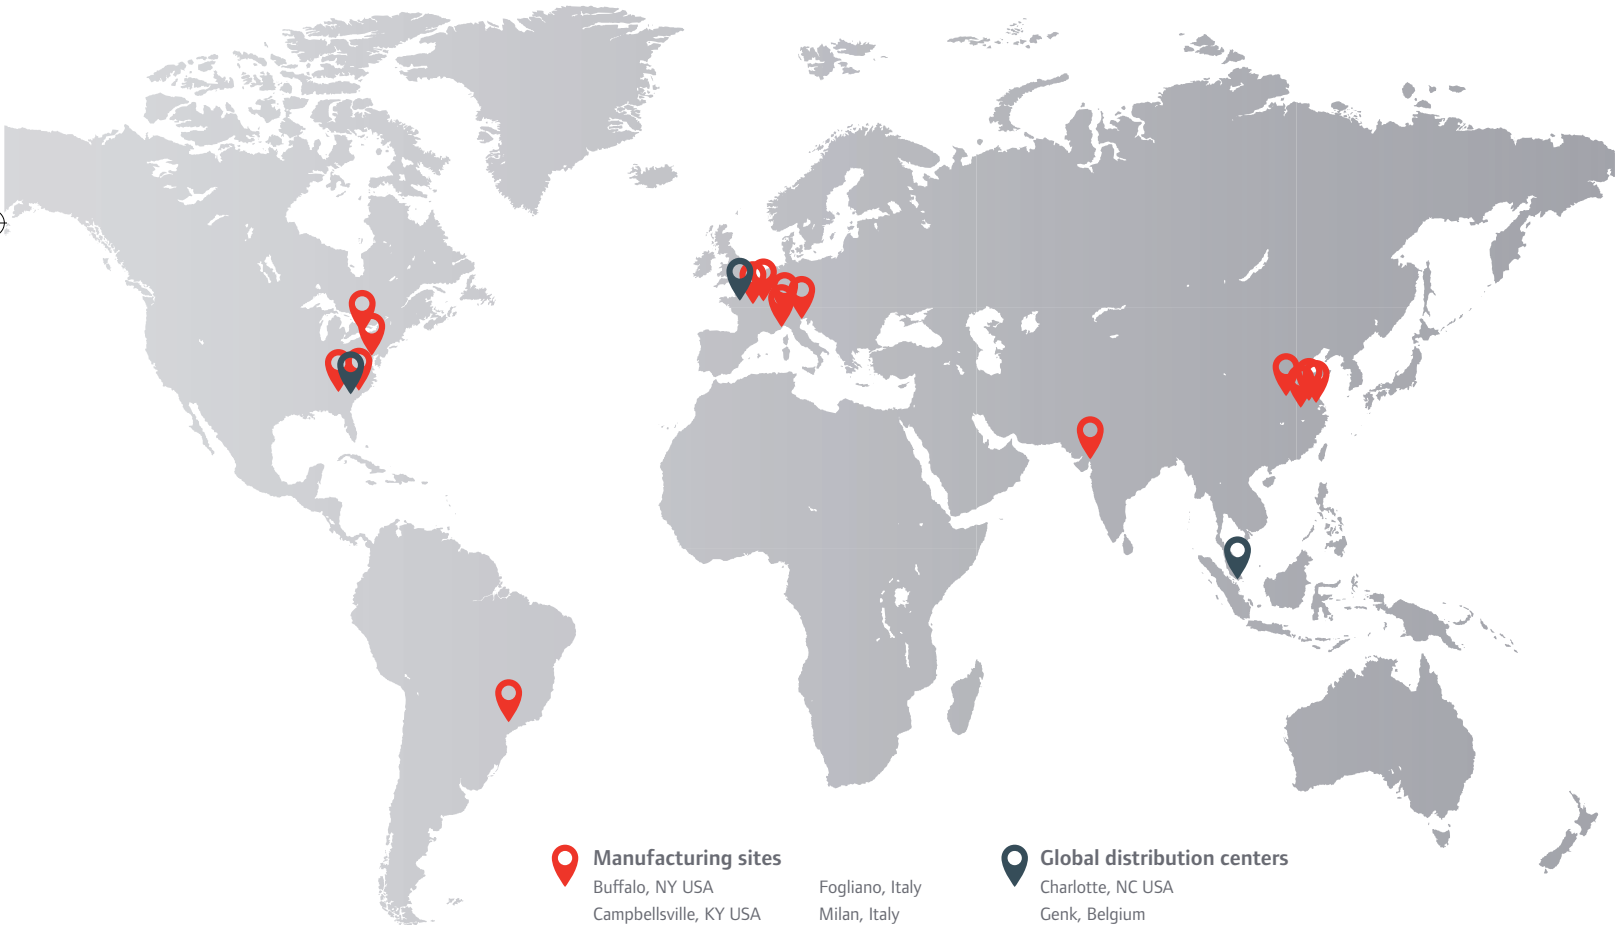 Manufacturing sites
Buffalo, NY USA
Campbellsville, KY USA
Fogliano, Italy
Milan, Italy
Global distribution centers
Charlotte, NC USA
Genk, Belgium